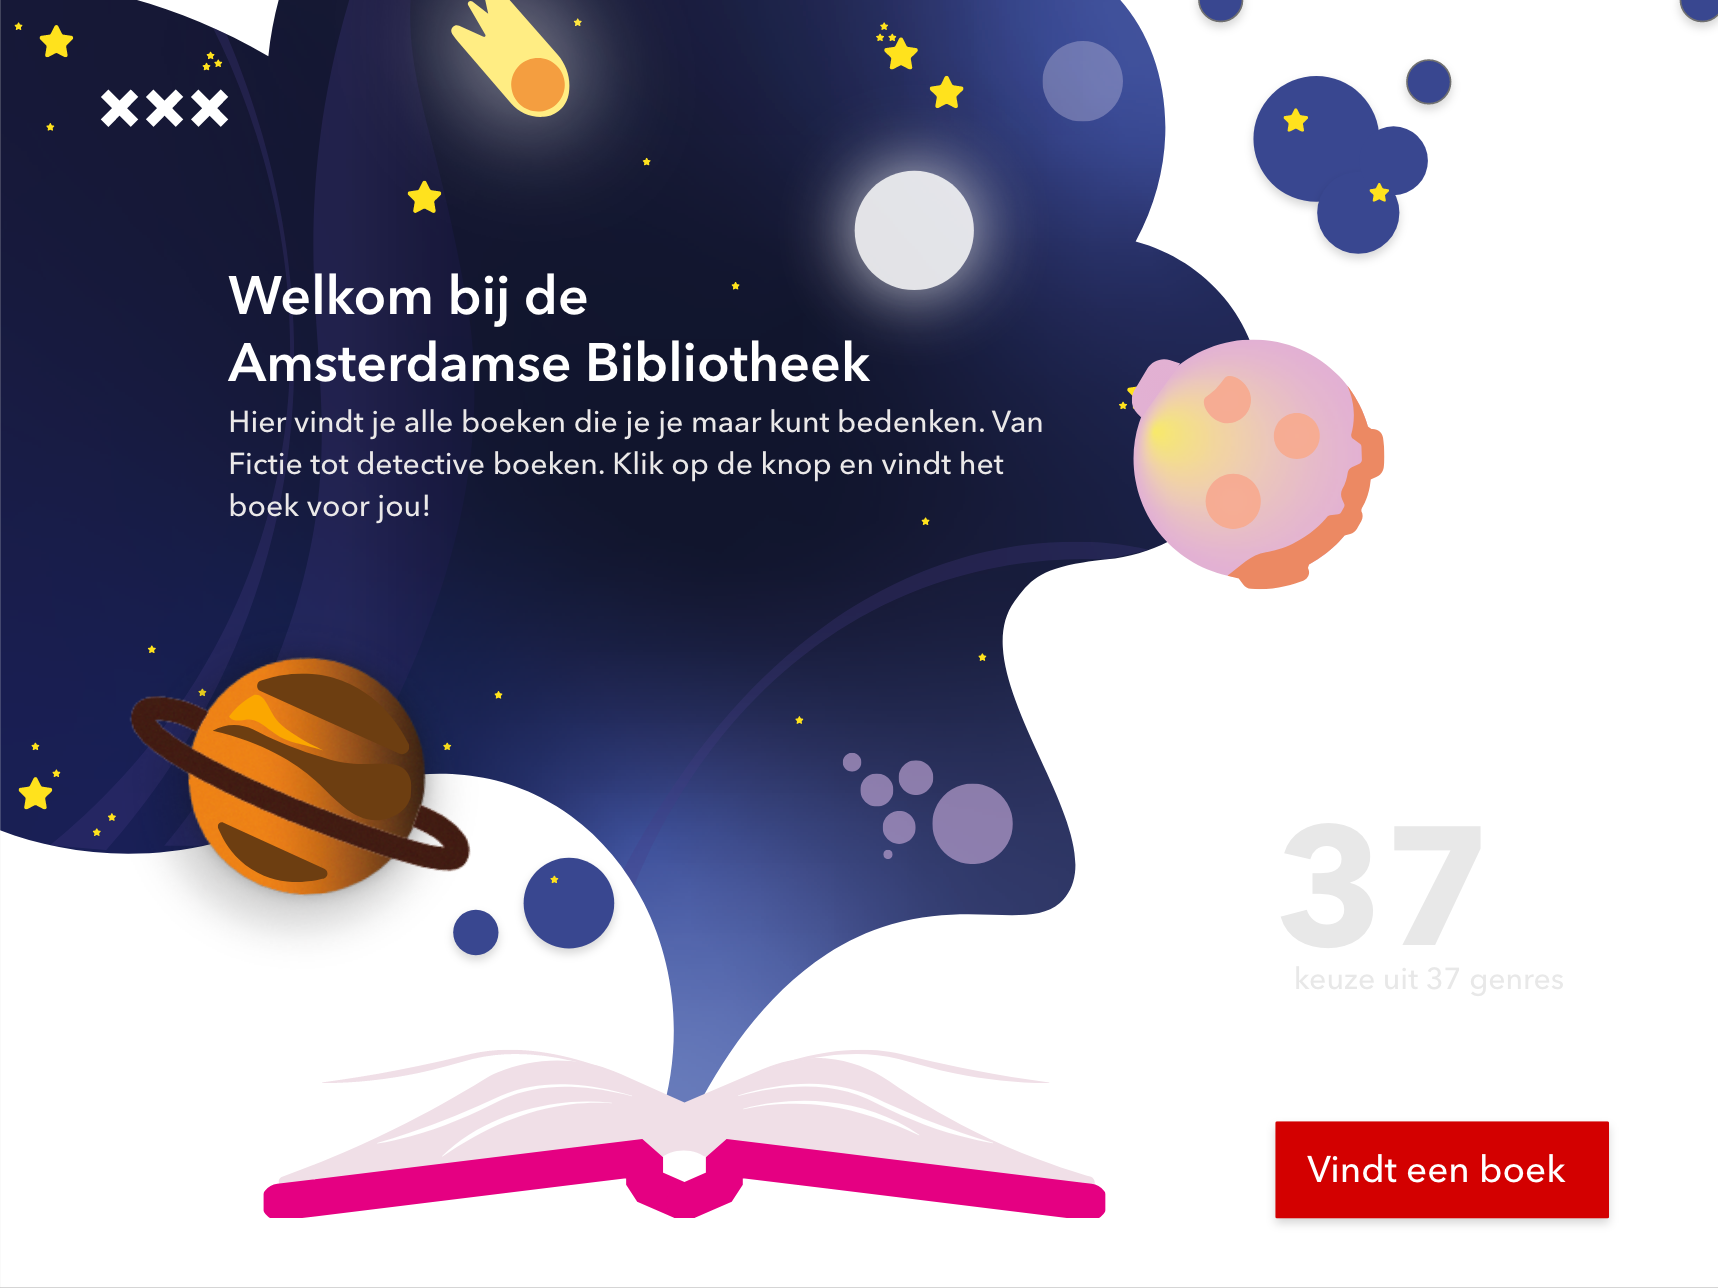 Welkom bij de
Amsterdamse Bibliotheek
Hier vindt je alle boeken die je je maar kunt bedenken. Van
Fictie tot detective boeken. Klik op de knop en vindt het
boek voor jou!
37
keuze uit 37 genres
Vindt een boek